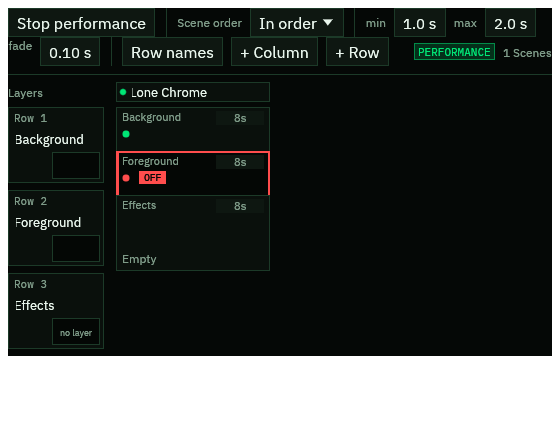 Stop performance Scene order In order min 1.0 s max 2.0 s
fade 0.10 s Row names + Column + Row PERFORMANCE 1 Scenes
Layers
Lone Chrome
Row 1
Background
Row 2
Foreground
Row 3
Effects
no layer
Background 8s
Foreground 8s
OFF
Effects 8s
Empty